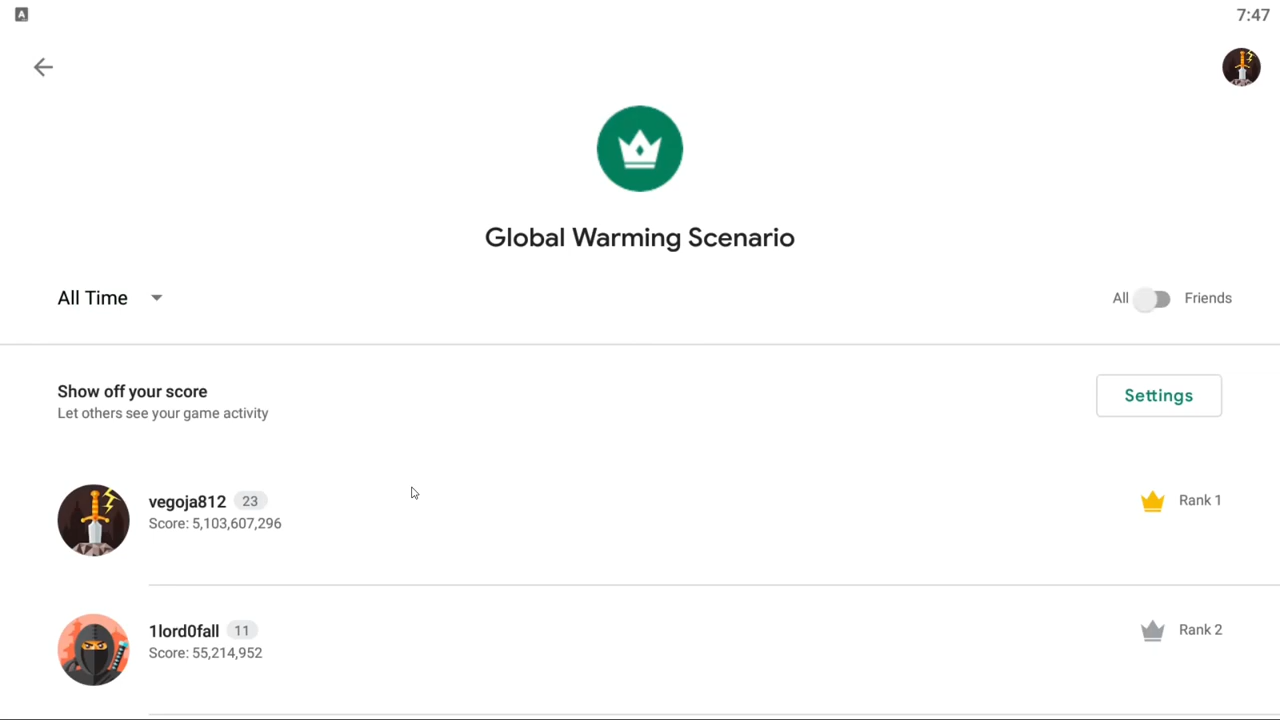 A
7:47
Global Warming Scenario
All Time
All Friends
Show off your score
Settings
Let others see your game activity
vegoja812 23
Rank 1
Score: 5,103,607,296
1lord0fall 11
Rank 2
Score: 55,214,952